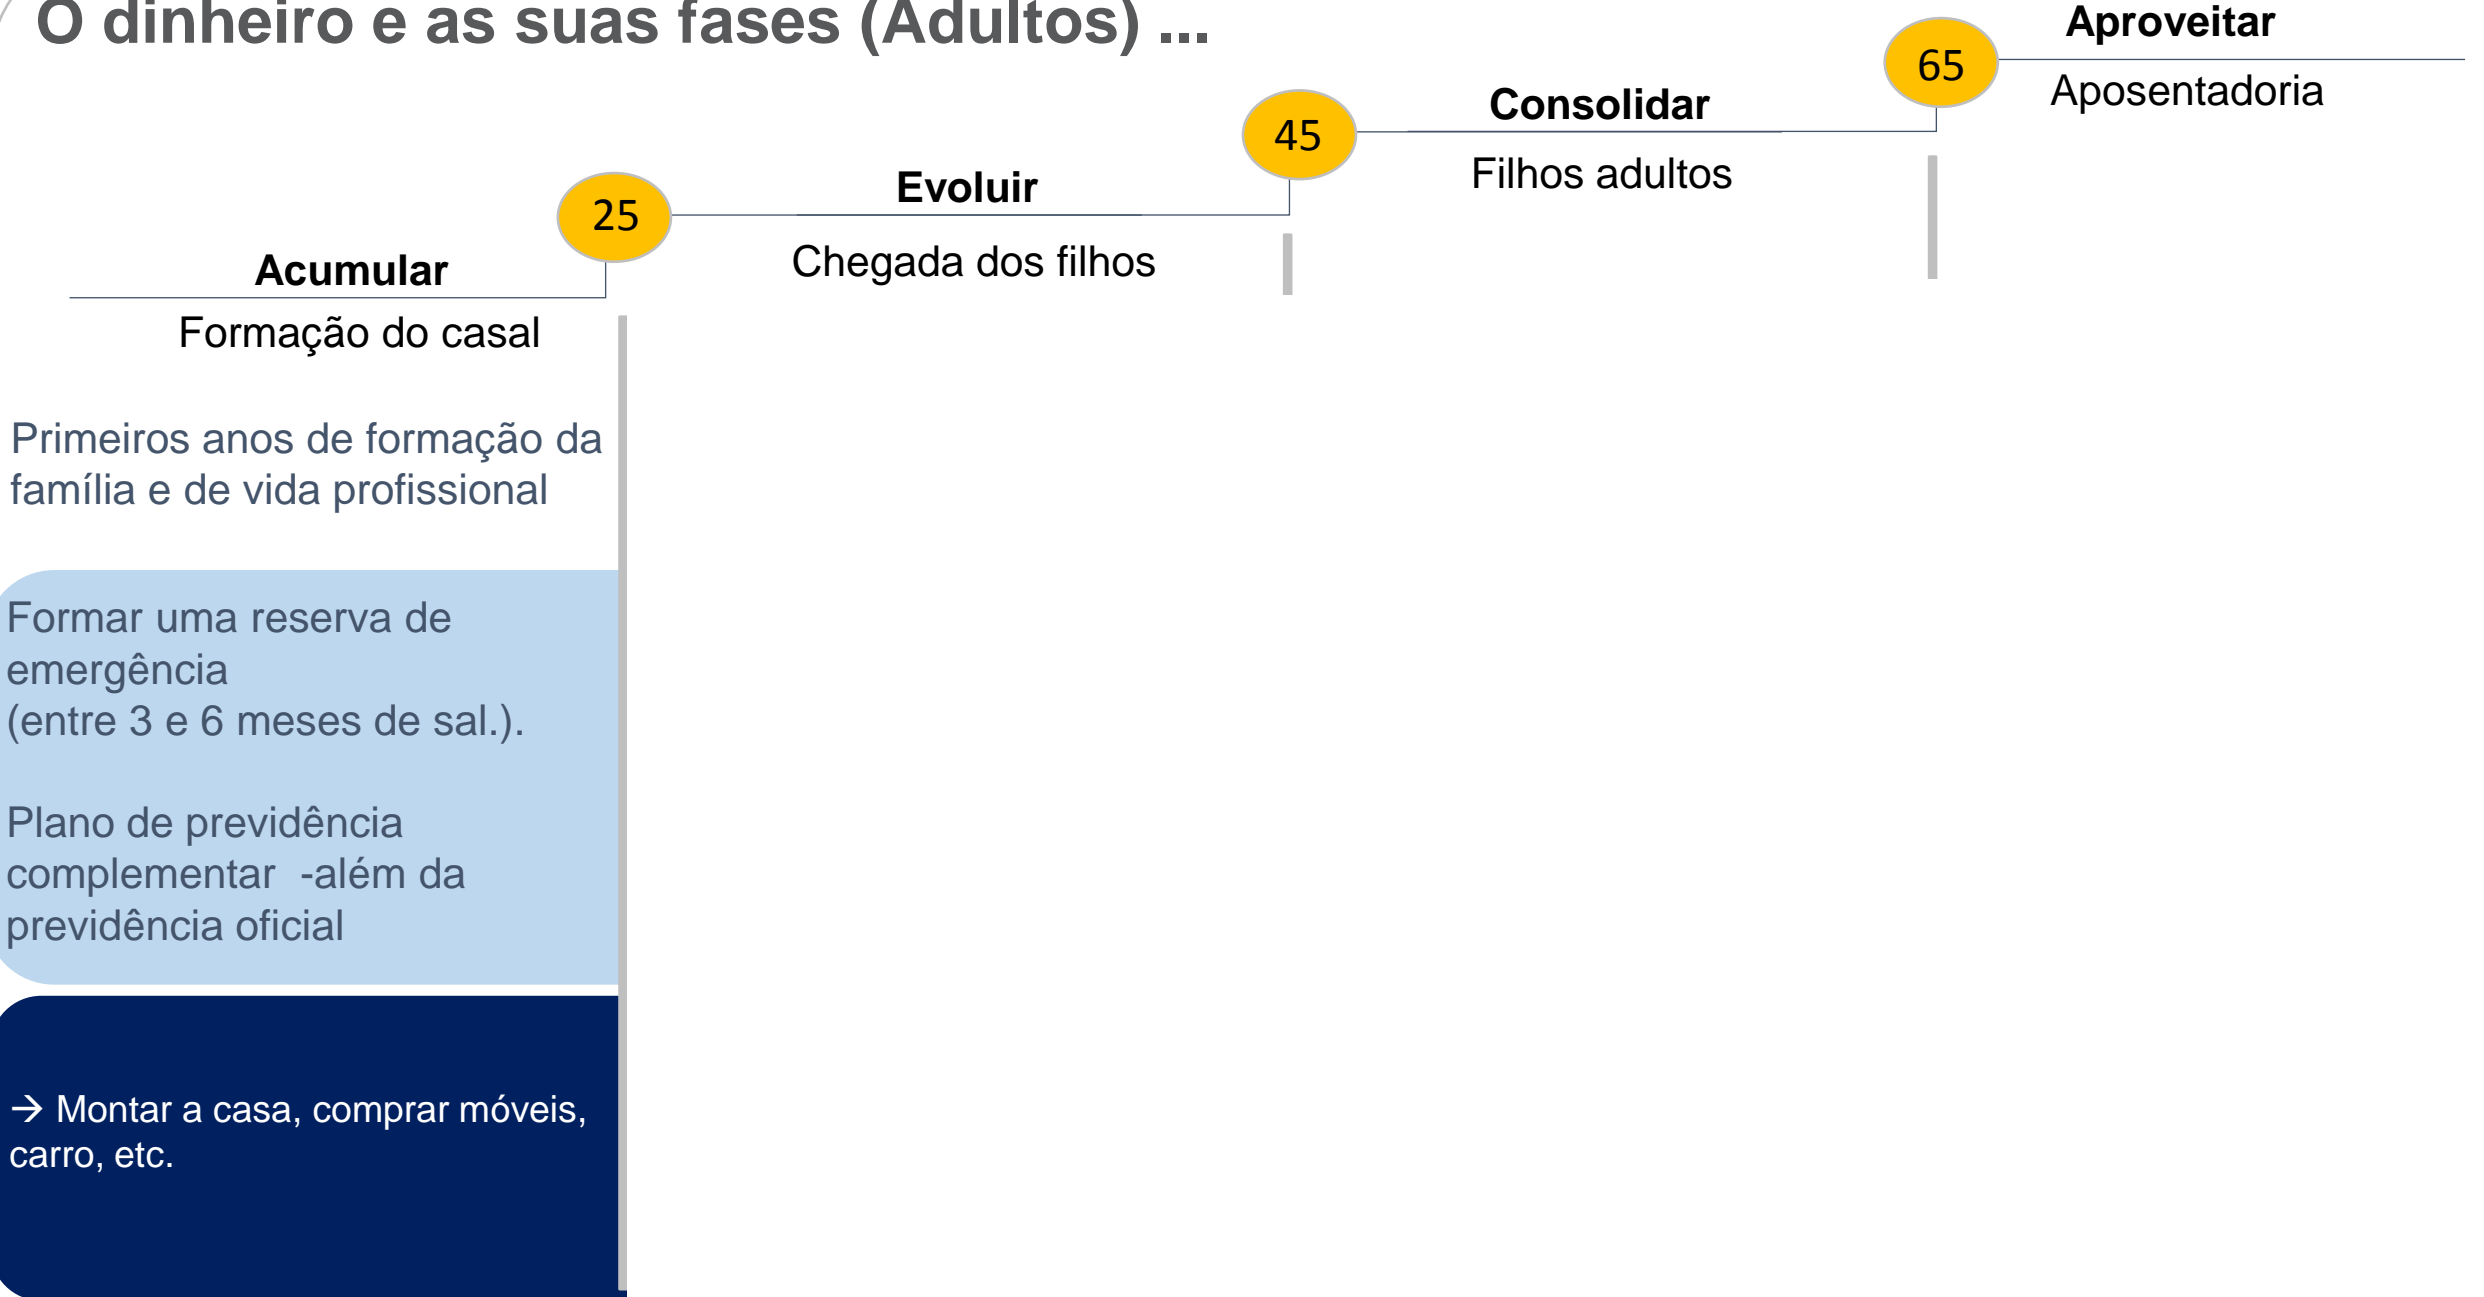 O dinheiro e as suas fases (Adultos) ...
Aproveitar
65
Aposentadoria
Consolidar
45
Filhos adultos
Evoluir
25
Chegada dos filhos
Acumular
Formação do casal
Primeiros anos de formação da
família e de vida profissional
Formar uma reserva de
emergência
(entre 3 e 6 meses de sal.).
Plano de previdência
complementar -além da
previdência oficial
→ Montar a casa, comprar móveis,
carro, etc.